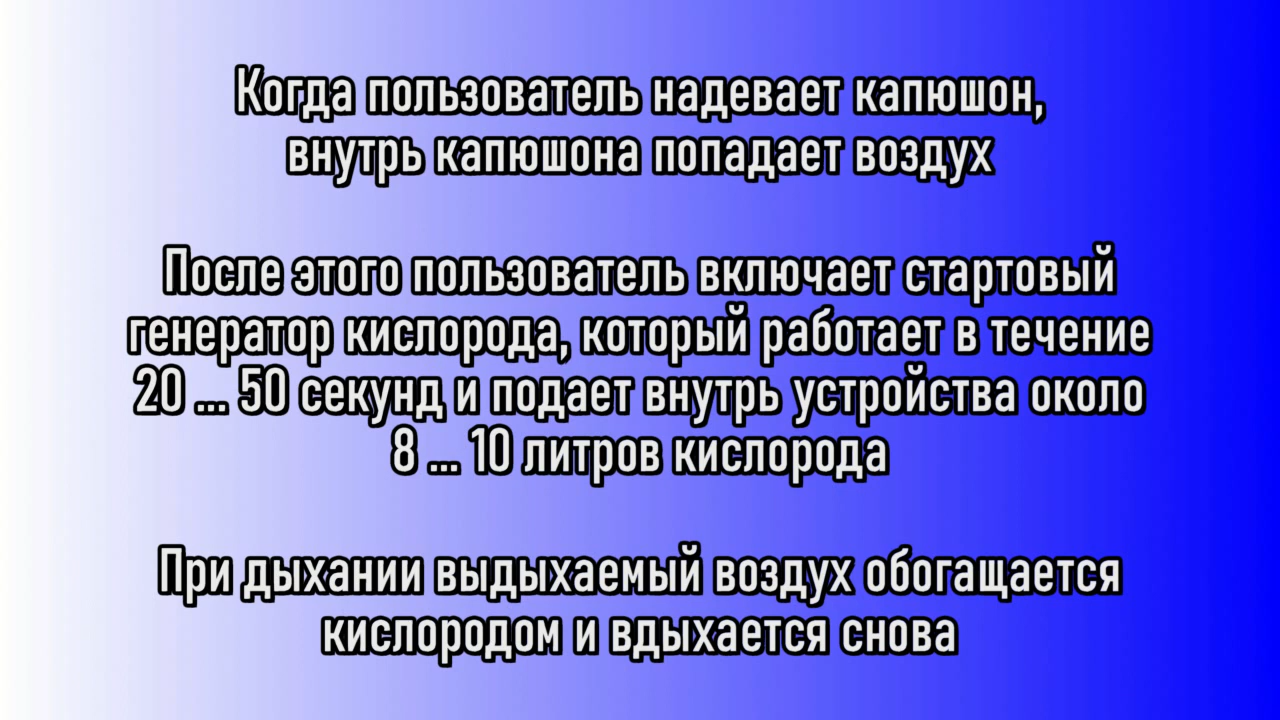 Когда пользователь надевает капюшон,
внутрь капюшона попадает воздух
После этого пользователь включает стартовый
генератор кислорода, который работает в течение
20 ... 50 секунд и подает внутрь устройства около
8 ... 10 литров кислорода
При дыхании выдыхаемый воздух обогащается
кислородом и вдыхается снова